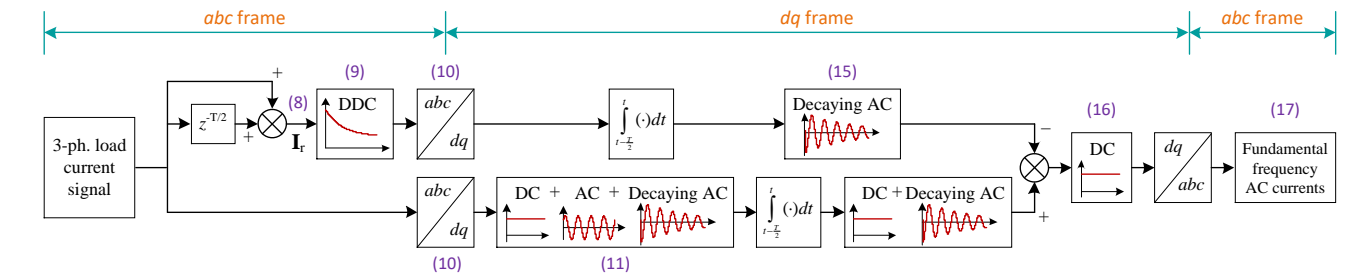 abc frame
dq frame
abc frame
(9)
(10)
(15)
+
(8)
DDC
abc
dq
∫ t t-T/2 (·)dt
Decaying AC
−
(16)
(17)
z-T/2
+
Ir
3-ph. load
current
signal
DC
dq
abc
Fundamental
frequency
AC currents
abc
dq
DC + AC + Decaying AC
∫ t t-T/2 (·)dt
DC + Decaying AC
+
(10)
(11)